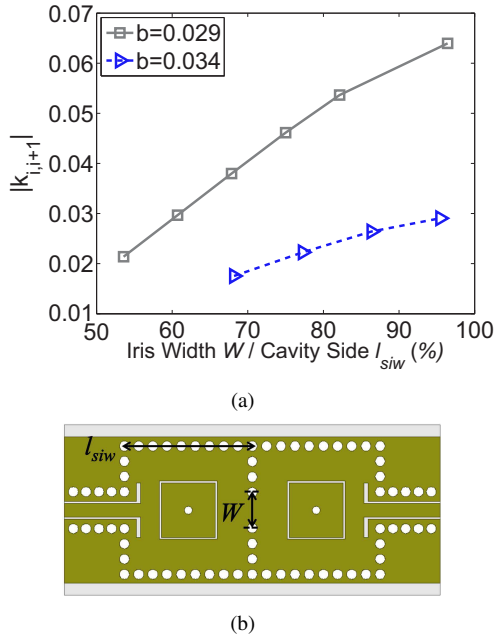 0.07
b=0.029
b=0.034
0.06
0.05
|k_{i,i+1}|
0.04
0.03
0.02
0.01
50 60 70 80 90 100
Iris Width W / Cavity Side l_{siw} (%)
(a)
l_{siw}
W
(b)